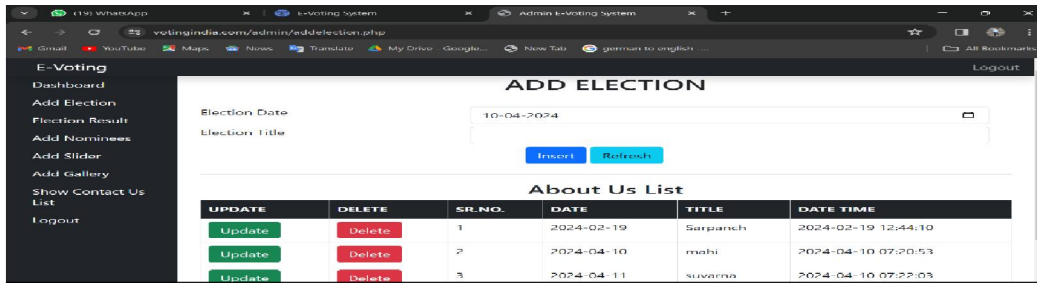 (19) WhatsApp
E-Voting System
Admin E-Voting System
votingindia.com/admin/addelection.php
Gmail YouTube Maps News Translate My Drive - Google... New Tab german to english ... All Bookmarks
E-Voting Logout
Dashboard
Add Election
Election Result
Add Nominees
Add Slider
Add Gallery
Show Contact Us
List
Logout
ADD ELECTION
Election Date 10-04-2024
Election Title
Insert Refresh
About Us List
UPDATE DELETE SR.NO. DATE TITLE DATE TIME
Update Delete 1 2024-02-19 Sarpanch 2024-02-19 12:44:10
Update Delete 2 2024-04-10 mahi 2024-04-10 07:20:53
Update Delete 3 2024-04-11 suvarna 2024-04-10 07:22:03